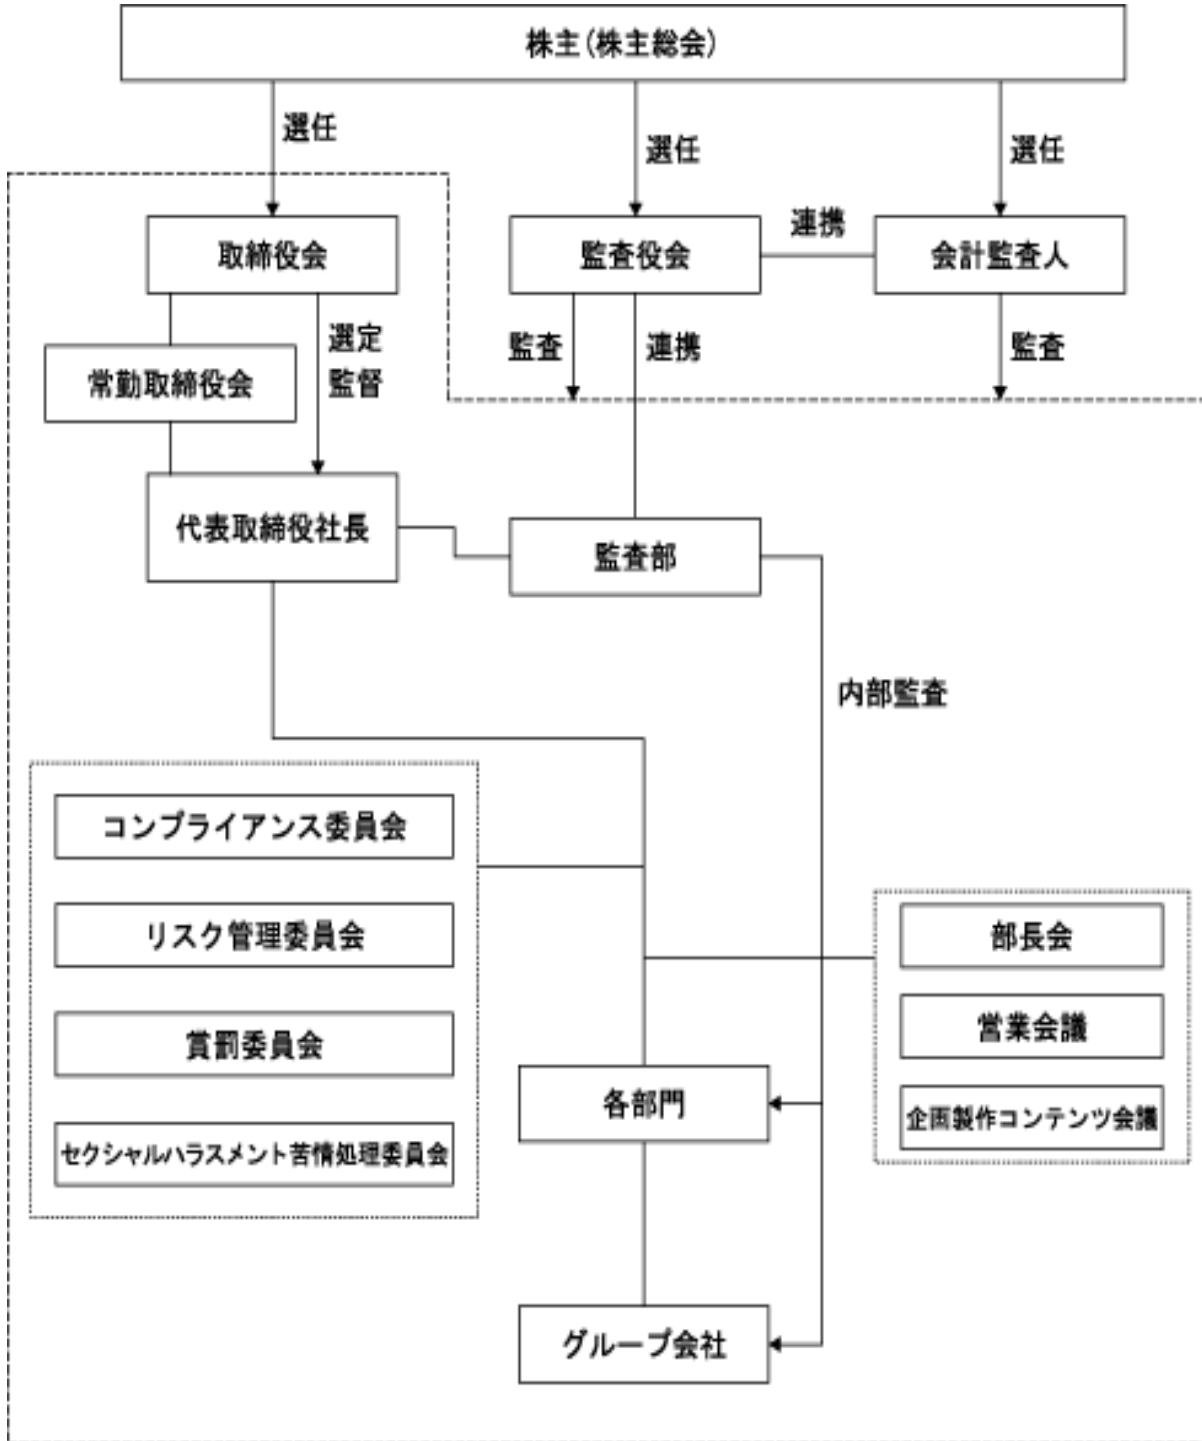 株主(株主総会)
選任
選任
選任
取締役会
監査役会
連携
会計監査人
選定
監督
監査
連携
監査
常勤取締役会
代表取締役社長
監査部
内部監査
コンプライアンス委員会
リスク管理委員会
賞罰委員会
セクシャルハラスメント苦情処理委員会
部長会
営業会議
企画製作コンテンツ会議
各部門
グループ会社